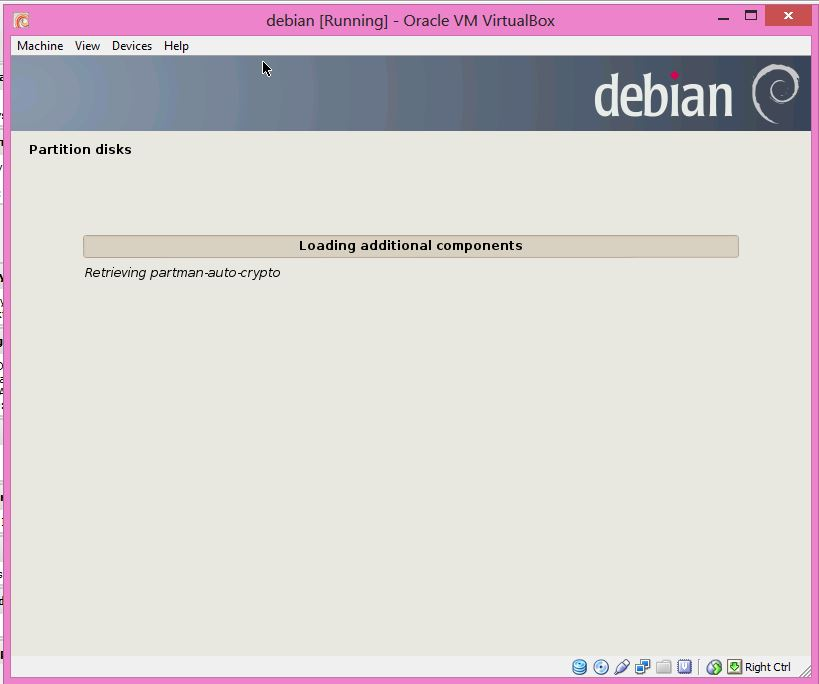 debian [Running] - Oracle VM VirtualBox
Machine View Devices Help
debian
Partition disks
Loading additional components
Retrieving partman-auto-crypto
Right Ctrl